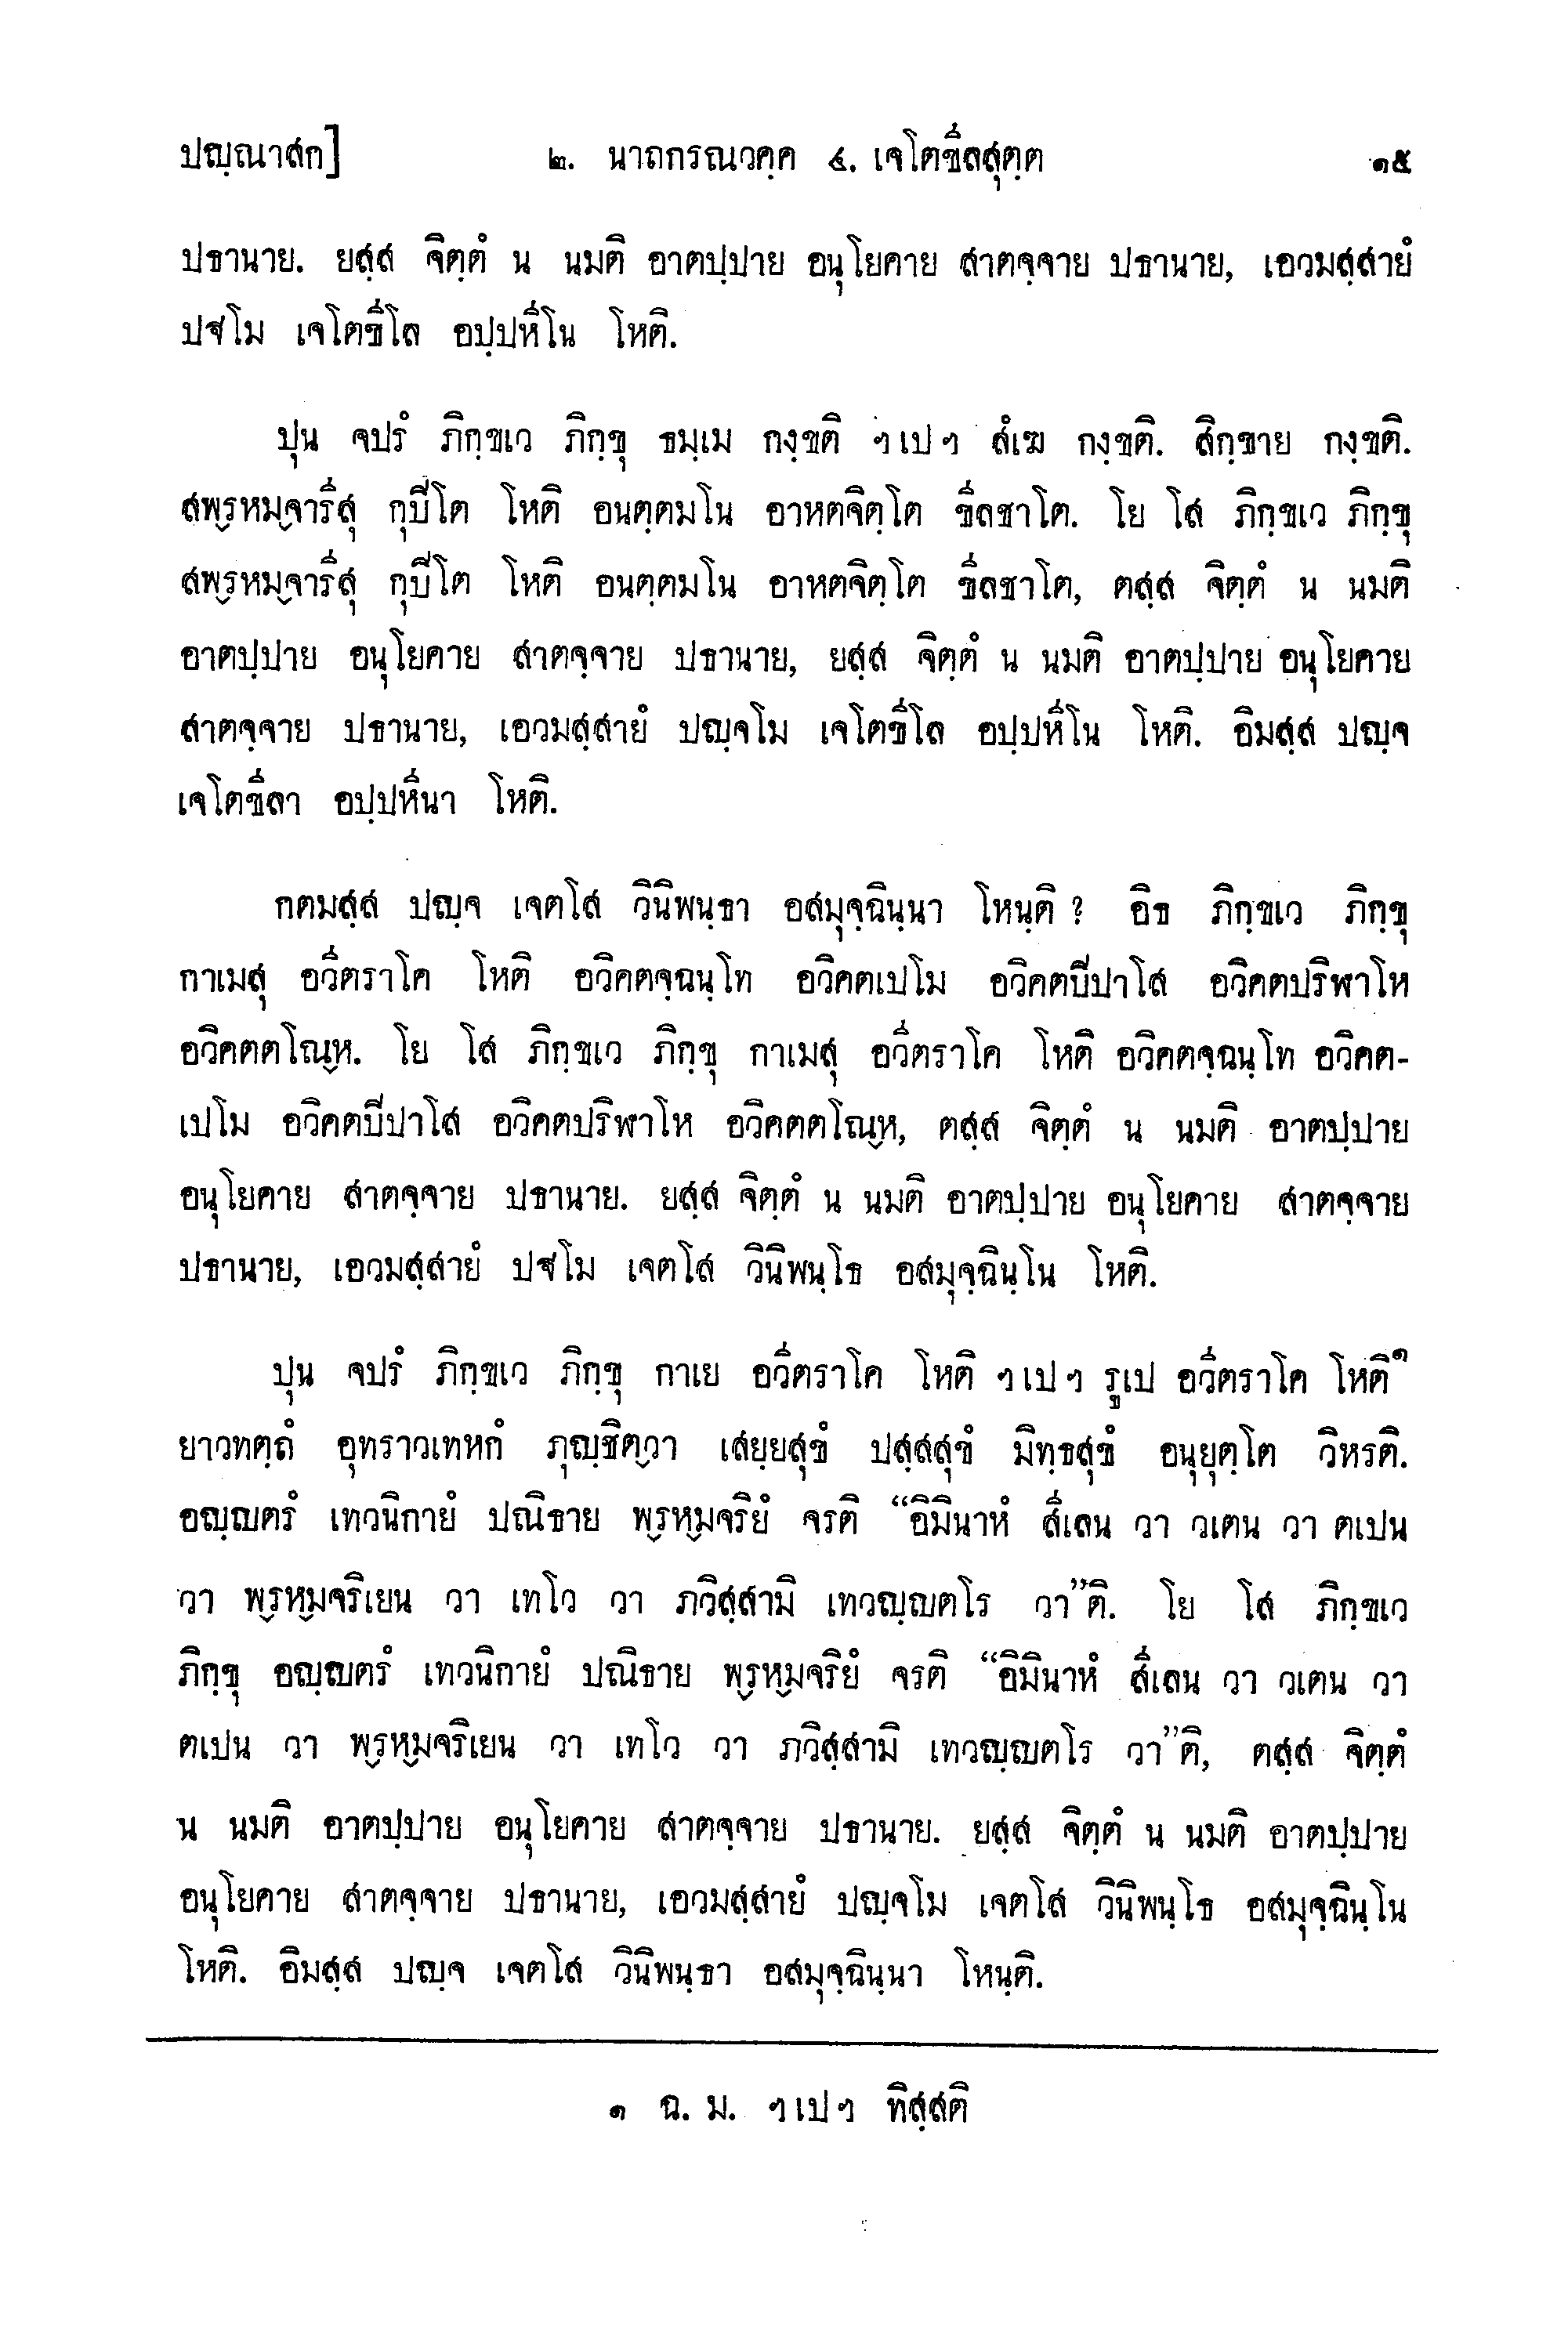 ปญฺณาสก] ๒. นาถกรณวคฺค ๔. เจโตขีลสุตฺต ๑๕
ปธานาย. ยสฺส จิตฺตํ น นมติ อาตปฺปาย อนุโยคาย สาตจฺจาย ปธานาย, เอวมสฺสายํ
ปฐโม เจโตขีโล อปฺปหีโน โหติ.
ปุน จปรํ ภิกฺขเว ภิกฺขุ ธมฺเม กงฺขติ ฯเปฯ สํเฆ กงฺขติ. สิกฺขาย กงฺขติ.
สพฺรหมฺจารีสุ กุปิโต โหติ อนตฺตมโน อาหตจิตฺโต ขีลชาโต. โย โส ภิกฺขเว ภิกฺขุ
สพฺรหมฺจารีสุ กุปิโต โหติ อนตฺตมโน อาหตจิตฺโต ขีลชาโต, ตสฺส จิตฺตํ น นมติ
อาตปฺปาย อนุโยคาย สาตจฺจาย ปธานาย, ยสฺส จิตฺตํ น นมติ อาตปฺปาย อนุโยคาย
สาตจฺจาย ปธานาย, เอวมสฺสายํ ปญฺจโม เจโตขีโล อปฺปหีโน โหติ. อิมสฺส ปญฺจ
เจโตขีลา อปฺปหีนา โหติ.
กตมสฺส ปญฺจ เจตโส วินิพนฺธา อสมุจฺฉินฺนา โหนฺติ ? อิธ ภิกฺขเว ภิกฺขุ
กาเมสุ อวีตราโค โหติ อวิคตจฺฉนฺโท อวิคตเปโม อวิคตปิปาโส อวิคตปริฬาโห
อวิคตตโณฺห. โย โส ภิกฺขเว ภิกฺขุ กาเมสุ อวีตราโค โหติ อวิคตจฺฉนฺโท อวิคต-
เปโม อวิคตปิปาโส อวิคตปริฬาโห อวิคตตโณฺห, ตสฺส จิตฺตํ น นมติ อาตปฺปาย
อนุโยคาย สาตจฺจาย ปธานาย. ยสฺส จิตฺตํ น นมติ อาตปฺปาย อนุโยคาย สาตจฺจาย
ปธานาย, เอวมสฺสายํ ปฐโม เจตโส วินิพนฺโธ อสมุจฺฉินฺโน โหติ.
ปุน จปรํ ภิกฺขเว ภิกฺขุ กาเย อวีตราโค โหติ ฯเปฯ รูเป อวีตราโค โหติ๑
ยาวทตฺถํ อุทราวเทหกํ ภุญฺชิตฺวา เสยฺยสุขํ ปสฺสสุขํ มิทฺธสุขํ อนุยุตฺโต วิหรติ.
อญฺญตรํ เทวนิกายํ ปณิธาย พฺรหฺมจริยํ จรติ “อิมินาหํ สีเลน วา วเตน วา ตเปน
วา พฺรหฺมจริเยน วา เทโว วา ภวิสฺสามิ เทวญฺญตโร วา”ติ. โย โส ภิกฺขเว
ภิกฺขุ อญฺญตรํ เทวนิกายํ ปณิธาย พฺรหฺมจริยํ จรติ “อิมินาหํ สีเลน วา วเตน วา
ตเปน วา พฺรหฺมจริเยน วา เทโว วา ภวิสฺสามิ เทวญฺญตโร วา”ติ, ตสฺส จิตฺตํ
น นมติ อาตปฺปาย อนุโยคาย สาตจฺจาย ปธานาย. ยสฺส จิตฺตํ น นมติ อาตปฺปาย
อนุโยคาย สาตจฺจาย ปธานาย, เอวมสฺสายํ ปญฺจโม เจตโส วินิพนฺโธ อสมุจฺฉินฺโน
โหติ. อิมสฺส ปญฺจ เจตโส วินิพนฺธา อสมุจฺฉินฺนา โหนฺติ.
๑ ฉ. ม. ฯเปฯ ทิสฺสติ